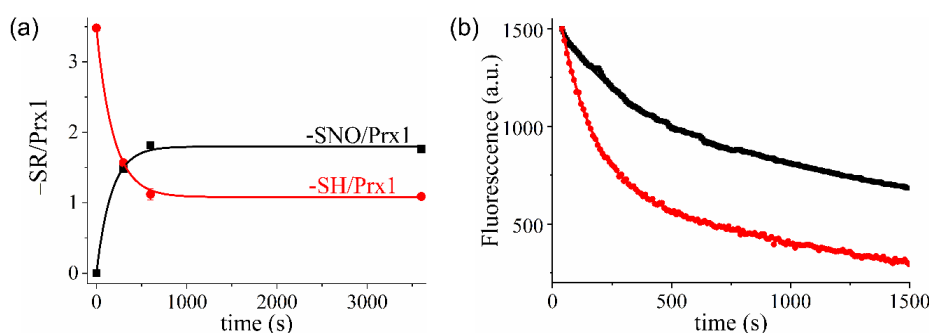 (a)
–SR/Prx1
3
2
1
0
-SNO/Prx1
-SH/Prx1
0
1000
2000
3000
time (s)
(b)
Fluoresccence (a.u.)
1500
1000
500
0
500
1000
1500
time (s)